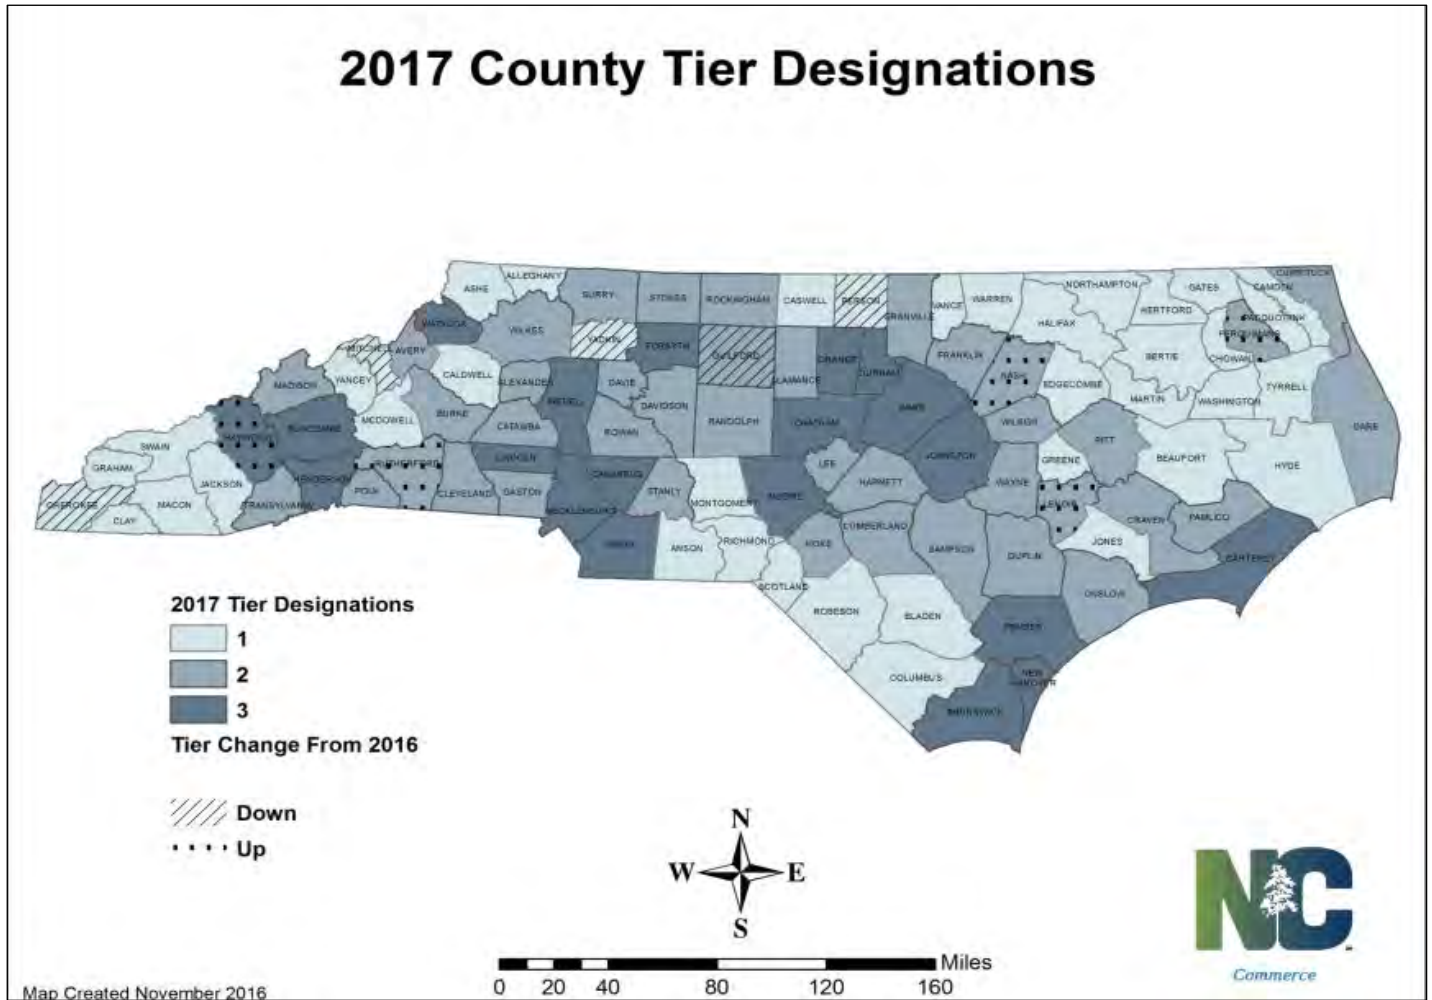 2017 County Tier Designations
ALLEGHANY
ASHE
SURRY
STOKES
ROCKINGHAM
CASWELL
PERSON
GRANVILLE
VANCE
WARREN
NORTHAMPTON
GATES
CAMDEN
CURRITUCK
HERTFORD
HALIFAX
PASQUOTANK
PERQUIMANS
CHOWAN
WATAUGA
WILKES
YADKIN
FORSYTH
GUILFORD
ALAMANCE
ORANGE
DURHAM
FRANKLIN
NASH
BERTIE
MITCHELL
AVERY
YANCEY
CALDWELL
ALEXANDER
IREDELL
DAVIE
DAVIDSON
RANDOLPH
CHATHAM
WAKE
EDGECOMBE
MARTIN
WASHINGTON
TYRRELL
DARE
MADISON
BURKE
MCDOWELL
CATAWBA
ROWAN
WILSON
PITT
BEAUFORT
HYDE
HAYWOOD
BUNCOMBE
SWAIN
GRAHAM
JACKSON
HENDERSON
RUTHERFORD
POLK
CLEVELAND
LINCOLN
GASTON
CABARRUS
STANLY
MONTGOMERY
MOORE
LEE
HARNETT
JOHNSTON
WAYNE
GREENE
LENOIR
CRAVEN
PAMLICO
CHEROKEE
CLAY
MACON
TRANSYLVANIA
MECKLENBURG
UNION
ANSON
RICHMOND
HOKE
CUMBERLAND
SAMPSON
DUPLIN
JONES
CARTERET
ONSLOW
SCOTLAND
ROBESON
BLADEN
PENDER
COLUMBUS
NEW
HANOVER
BRUNSWICK
2017 Tier Designations
1
2
3
Tier Change From 2016
Down
Up
N
W E
S
Miles
0 20 40 80 120 160
NC
Commerce
Map Created November 2016